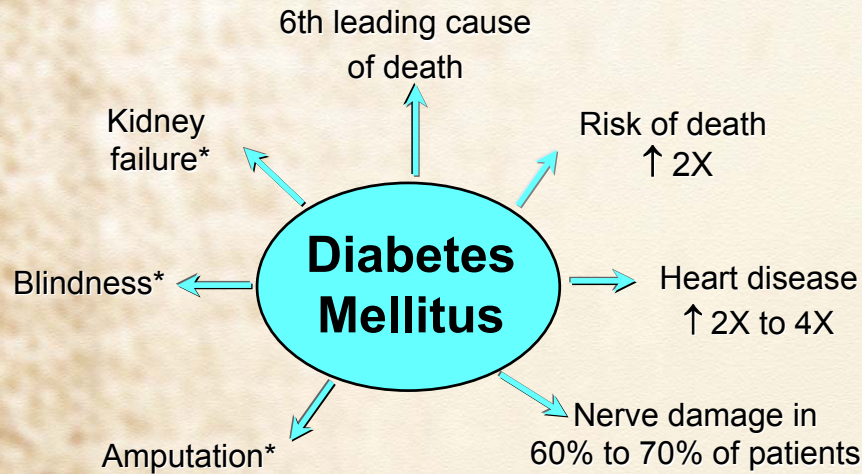 6th leading cause
of death
Kidney
failure*
Risk of death
↑ 2X
Diabetes
Mellitus
Blindness*
Heart disease
↑ 2X to 4X
Nerve damage in
60% to 70% of patients
Amputation*